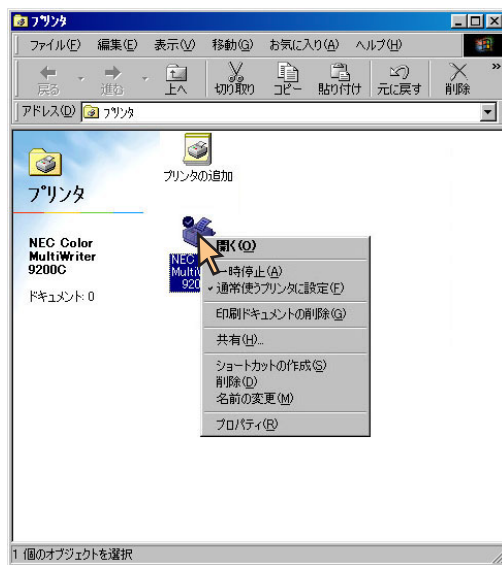 プリンタ
ファイル(F) 編集(E) 表示(V) 移動(G) お気に入り(A) ヘルプ(H)
戻る 進む 上へ 切り取り コピー 貼り付け 元に戻す 削除
アドレス(D) プリンタ
プリンタ
プリンタの追加
NEC Color
MultiWriter
9200C
ドキュメント: 0
NEC
Multi
920
開く(O)
一時停止(A)
通常使うプリンタに設定(F)
印刷ドキュメントの削除(G)
共有(H)...
ショートカットの作成(S)
削除(D)
名前の変更(M)
プロパティ(R)
1 個のオブジェクトを選択